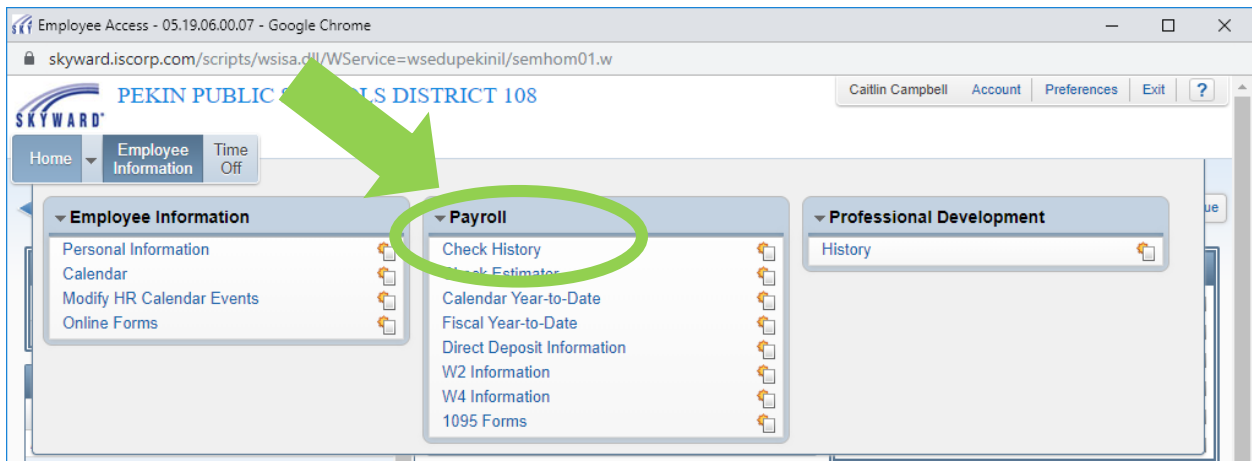 Employee Access - 05.19.06.00.07 - Google Chrome
skyward.iscorp.com/scripts/wsisa.dll/WService=wsedupekinil/semhom01.w
SKYWARD
PEKIN PUBLIC LS DISTRICT 108
Caitlin Campbell Account Preferences Exit ?
Home Employee Information Time Off
Employee Information
Personal Information
Calendar
Modify HR Calendar Events
Online Forms
Payroll
Check History
Check Estimator
Calendar Year-to-Date
Fiscal Year-to-Date
Direct Deposit Information
W2 Information
W4 Information
1095 Forms
Professional Development
History
ue